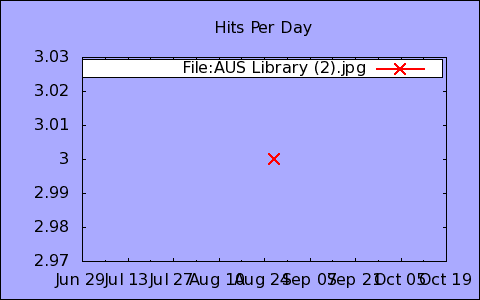 Hits Per Day
File:AUS Library (2).jpg
3.03
3.02
3.01
3
2.99
2.98
2.97
Jun 29 Jul 13 Jul 27 Aug 10 Aug 24 Sep 07 Sep 21 Oct 05 Oct 19